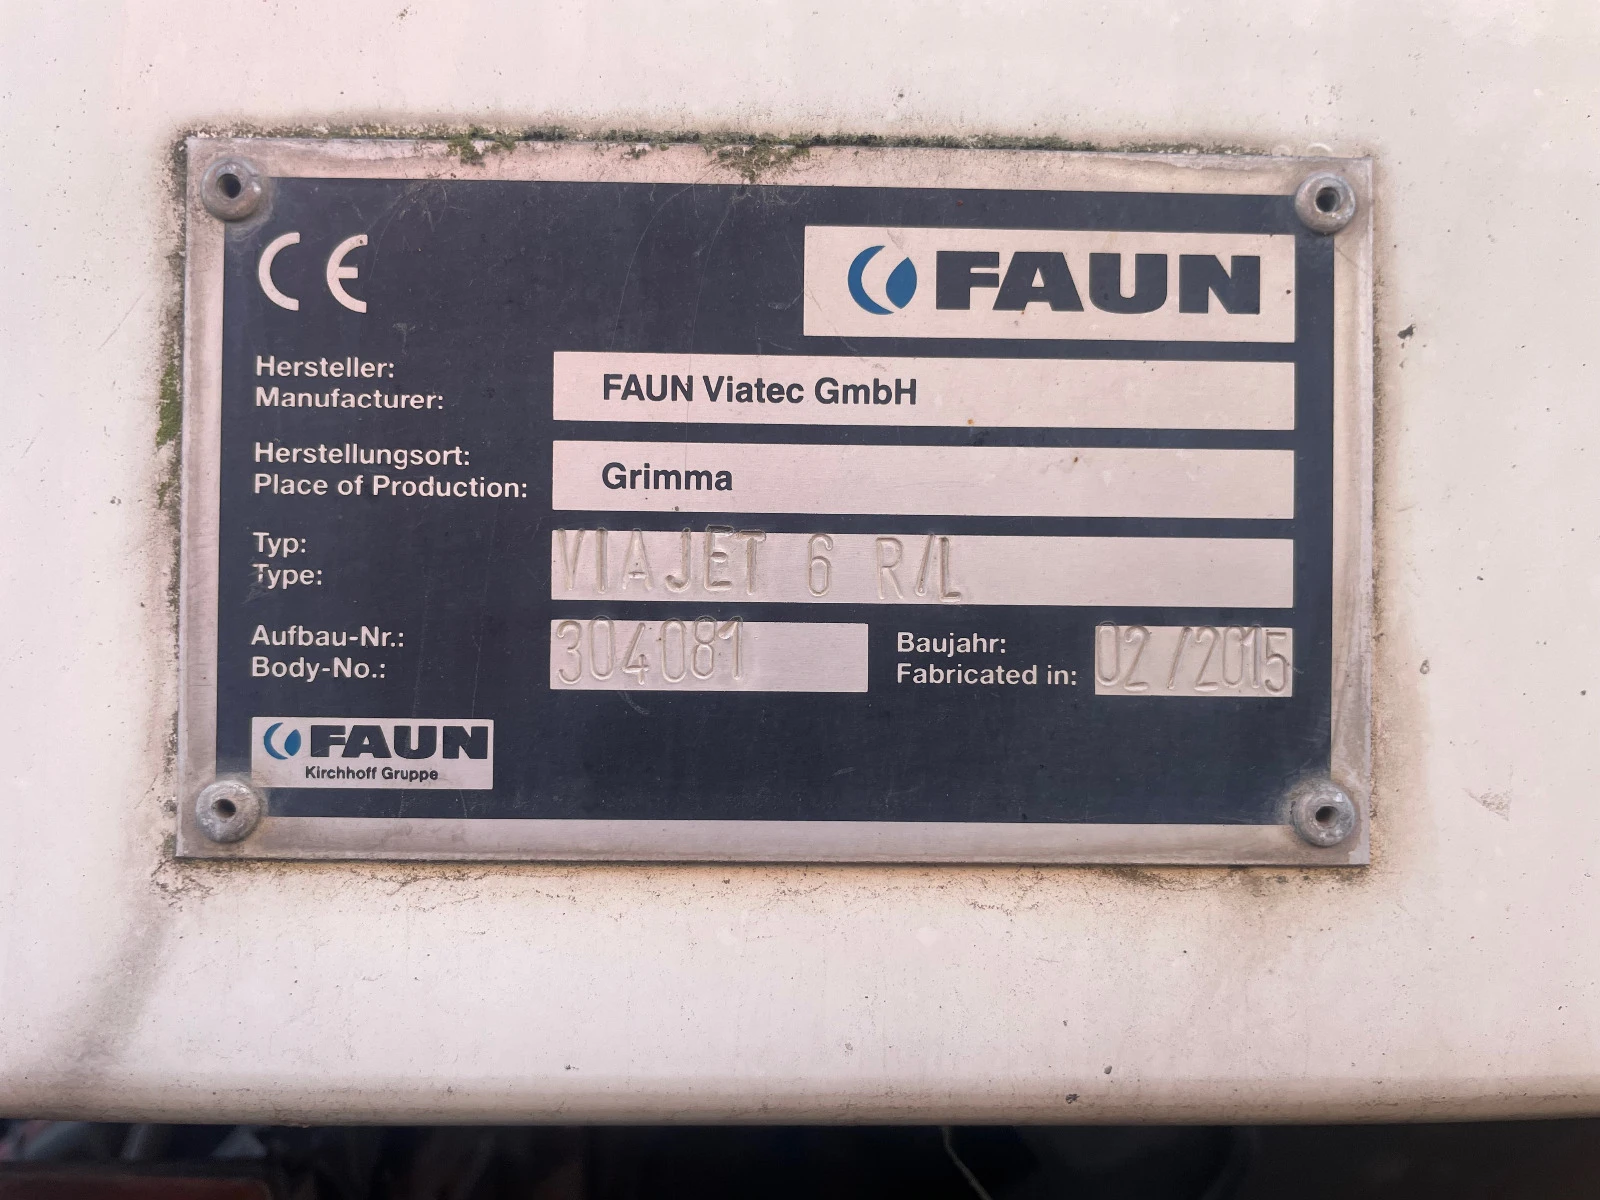 CE
FAUN
Hersteller:
Manufacturer:
FAUN Viatec GmbH
Herstellungsort:
Place of Production:
Grimma
Typ:
Type:
VIAJET 6 R/L
Aufbau-Nr.:
Body-No.:
304081
Baujahr:
Fabricated in:
02/2015
FAUN
Kirchhoff Gruppe